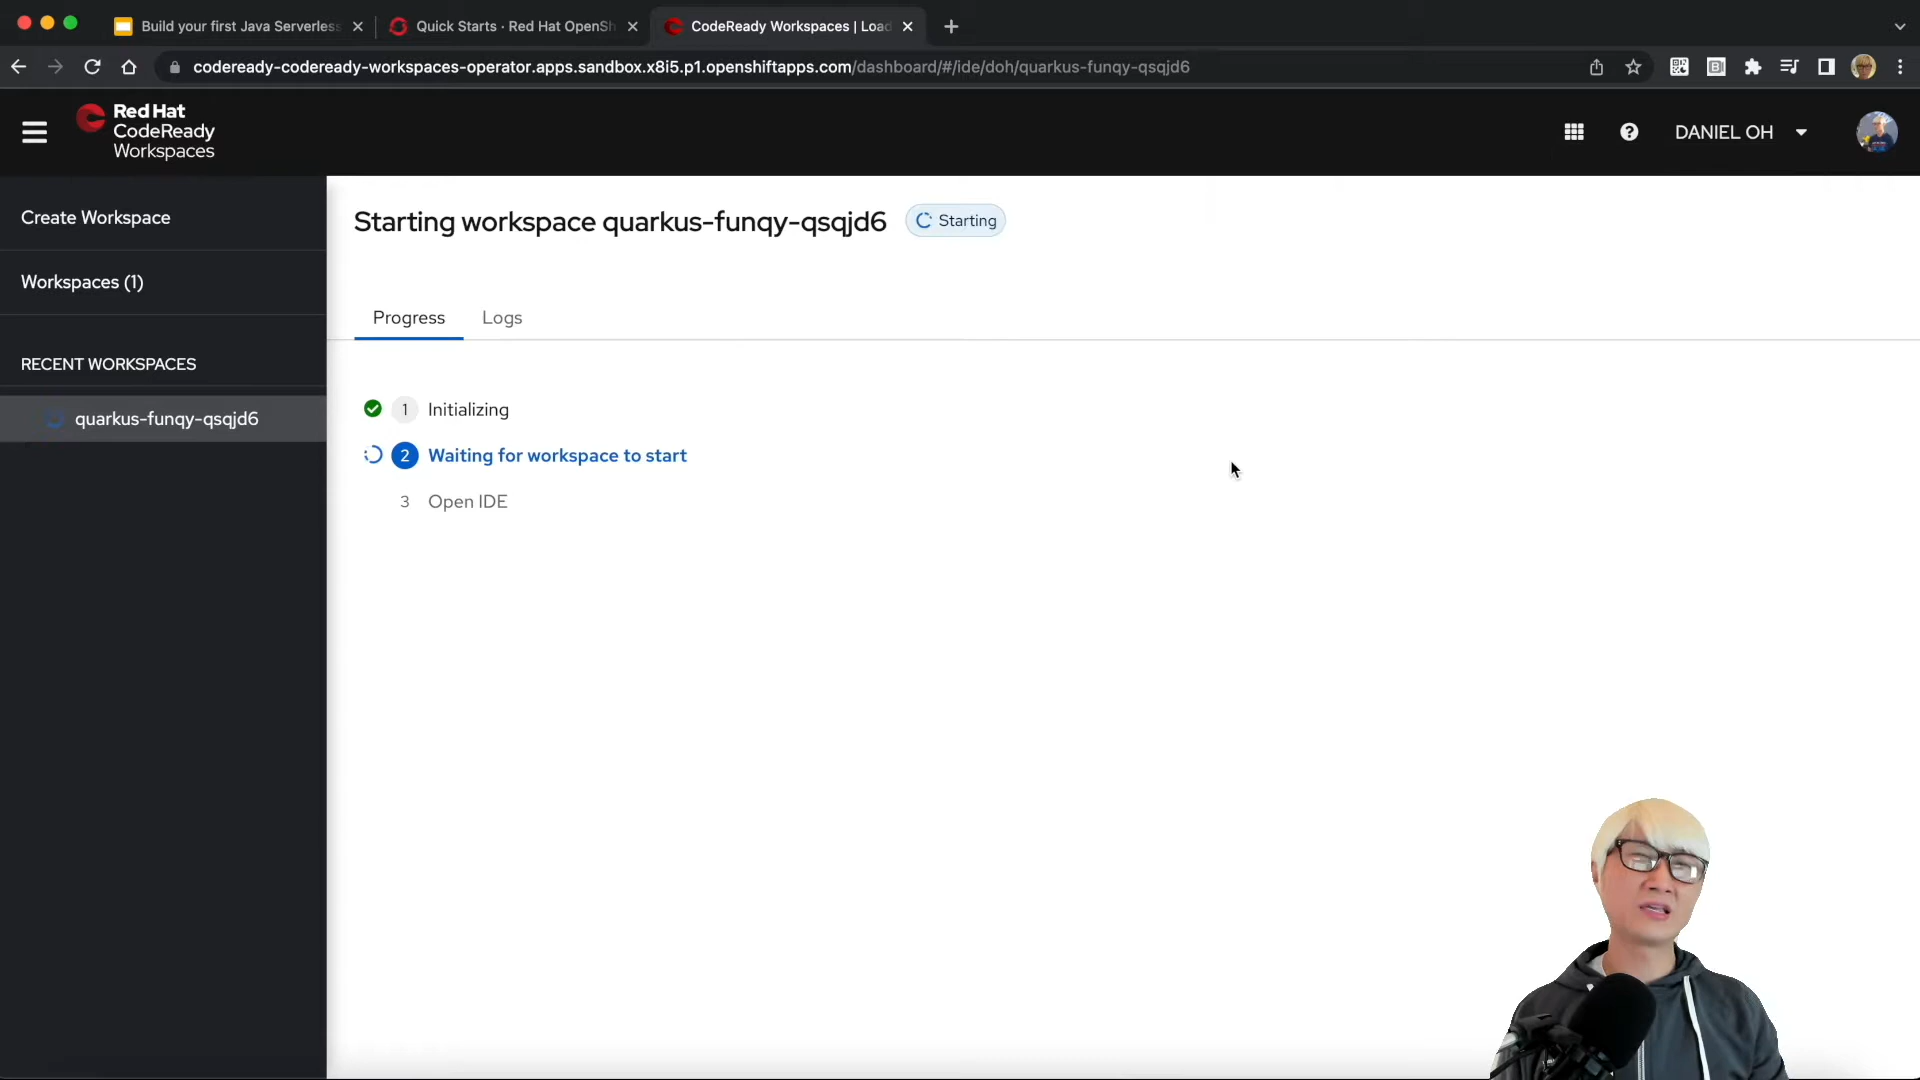 Build your first Java Serverless
Quick Starts · Red Hat OpenSh
CodeReady Workspaces | Load
codeready-codeready-workspaces-operator.apps.sandbox.x8i5.p1.openshiftapps.com/dashboard/#/ide/doh/quarkus-funqy-qsqjd6
Red Hat
CodeReady
Workspaces
DANIEL OH
Create Workspace
Workspaces (1)
RECENT WORKSPACES
quarkus-funqy-qsqjd6
Starting workspace quarkus-funqy-qsqjd6
Starting
Progress
Logs
1 Initializing
2 Waiting for workspace to start
3 Open IDE